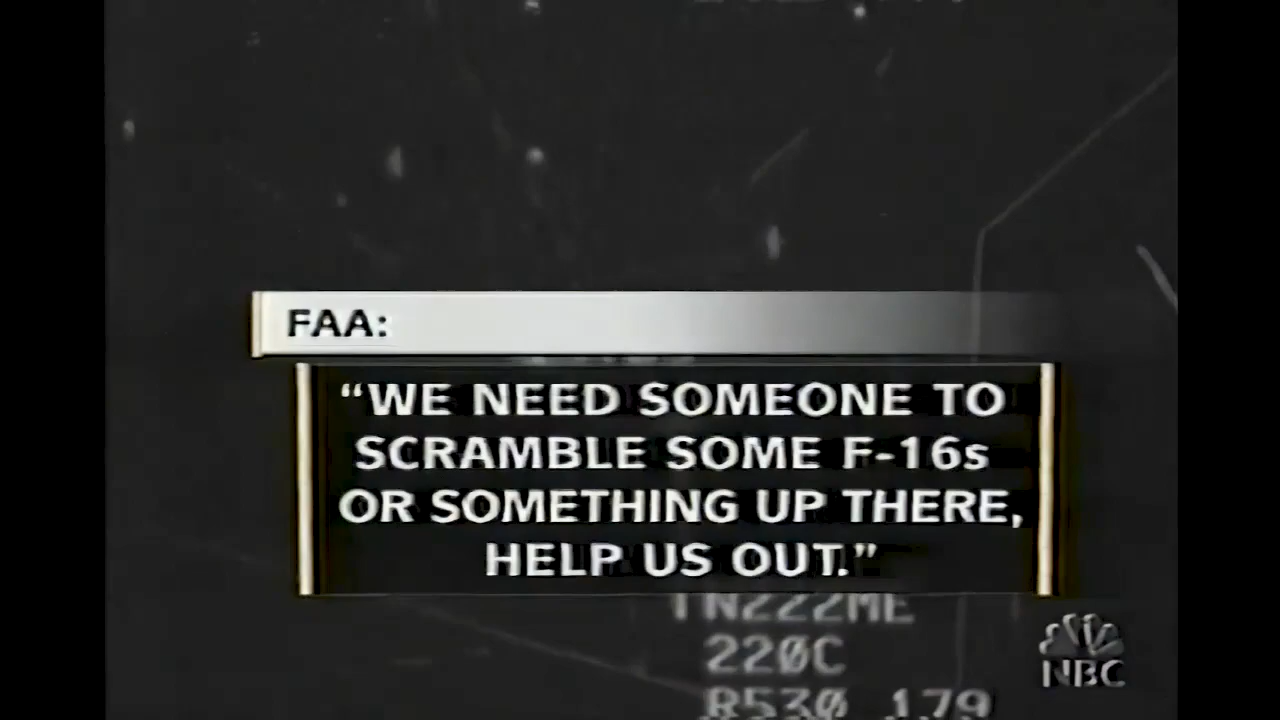 FAA:
“WE NEED SOMEONE TO
SCRAMBLE SOME F-16s
OR SOMETHING UP THERE,
HELP US OUT.”
N222ME
220C
R530 179
NBC